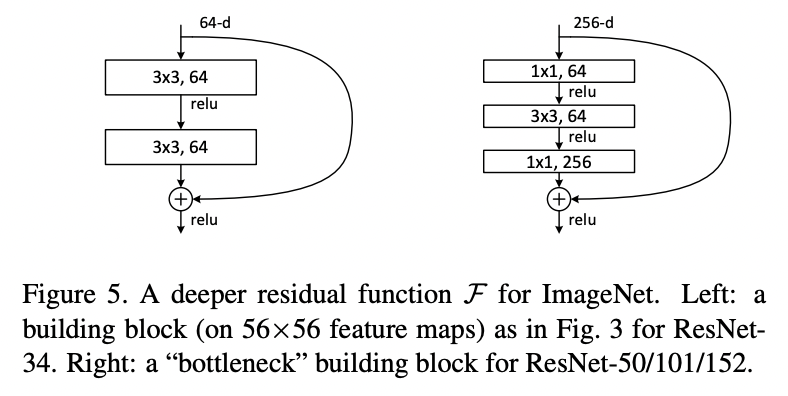 64-d
3x3, 64
relu
3x3, 64
+
relu
256-d
1x1, 64
relu
3x3, 64
relu
1x1, 256
+
relu
Figure 5. A deeper residual function F for ImageNet. Left: a
building block (on 56×56 feature maps) as in Fig. 3 for ResNet-
34. Right: a “bottleneck” building block for ResNet-50/101/152.